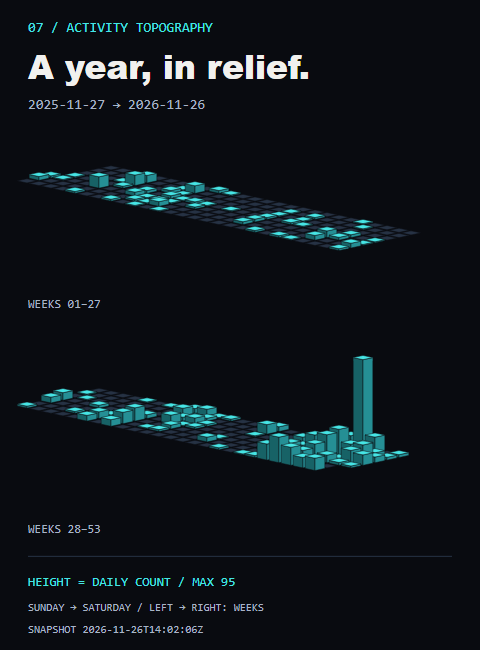 07 / ACTIVITY TOPOGRAPHY
A year, in relief.
2025-11-27 → 2026-11-26
WEEKS 01–27
WEEKS 28–53
HEIGHT = DAILY COUNT / MAX 95
SUNDAY → SATURDAY / LEFT → RIGHT: WEEKS
SNAPSHOT 2026-11-26T14:02:06Z